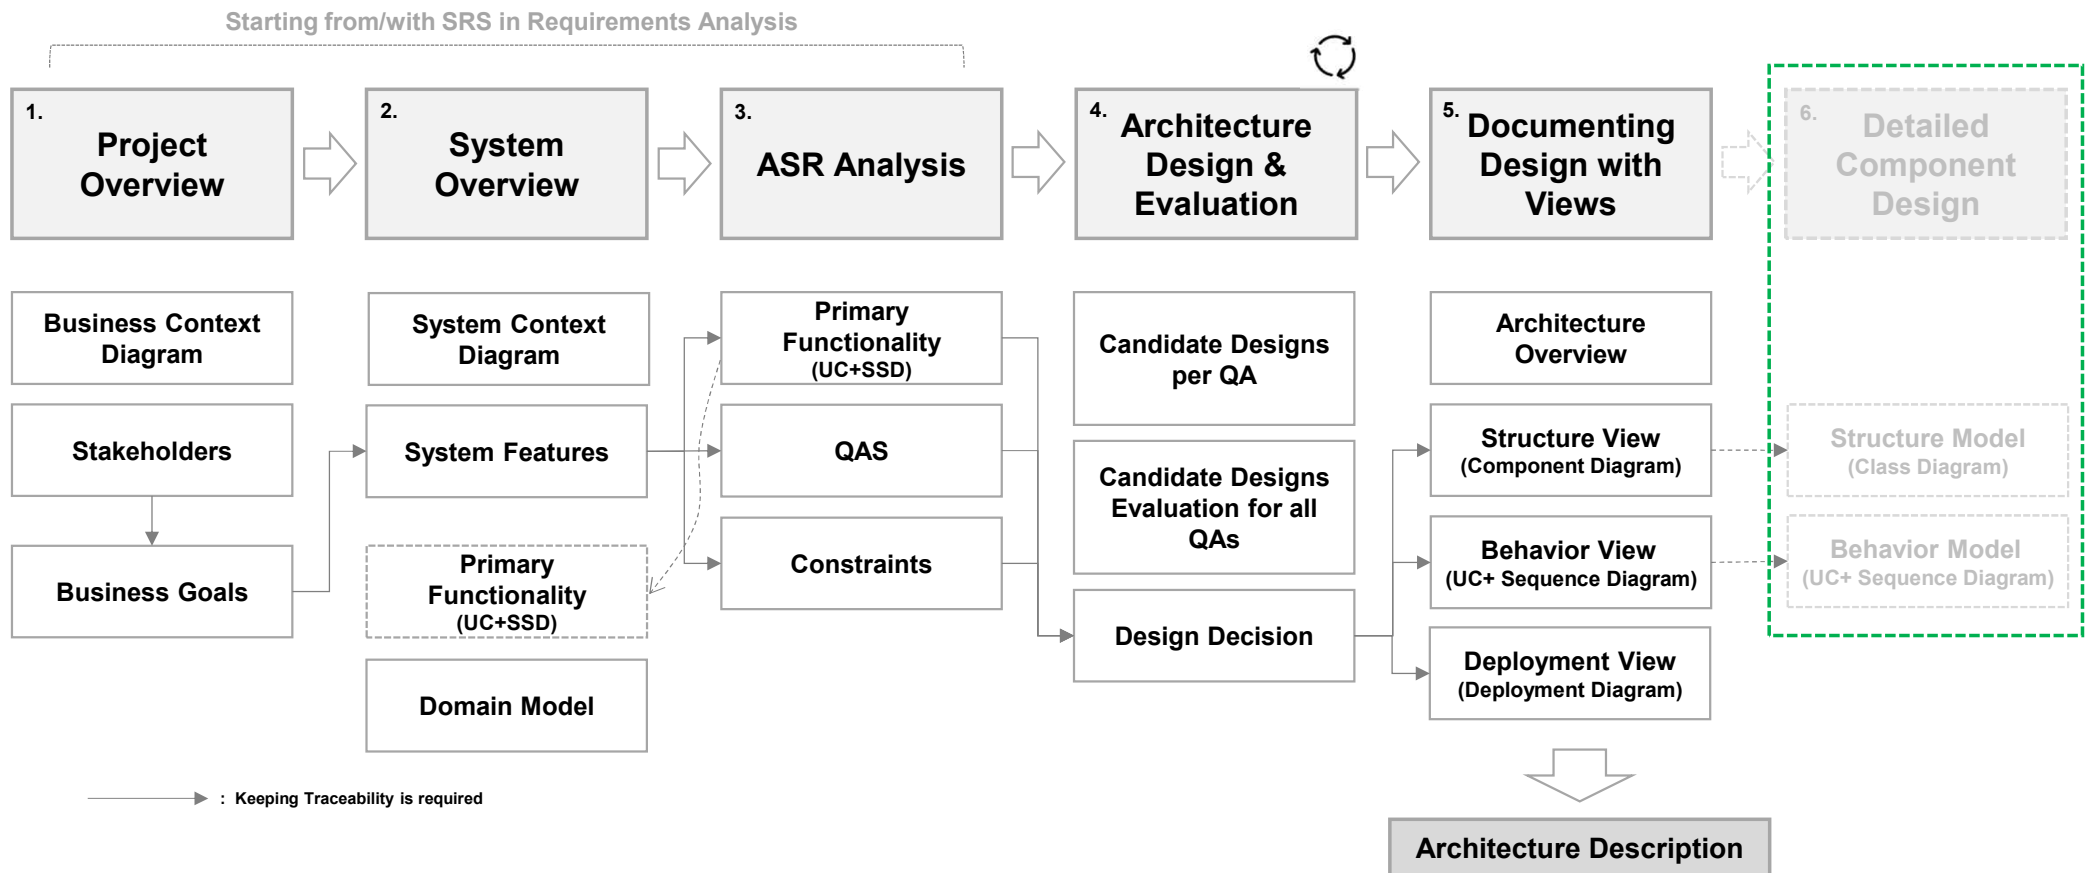 Starting from/with SRS in Requirements Analysis
1.
Project
Overview
2.
System
Overview
3.
ASR Analysis
4.
Architecture
Design &
Evaluation
5.
Documenting
Design with
Views
6.
Detailed
Component
Design
Business Context
Diagram
Stakeholders
Business Goals
System Context
Diagram
System Features
Primary
Functionality
(UC+SSD)
Domain Model
Primary
Functionality
(UC+SSD)
QAS
Constraints
Candidate Designs
per QA
Candidate Designs
Evaluation for all
QAs
Design Decision
Architecture
Overview
Structure View
(Component Diagram)
Behavior View
(UC+ Sequence Diagram)
Deployment View
(Deployment Diagram)
Structure Model
(Class Diagram)
Behavior Model
(UC+ Sequence Diagram)
: Keeping Traceability is required
Architecture Description